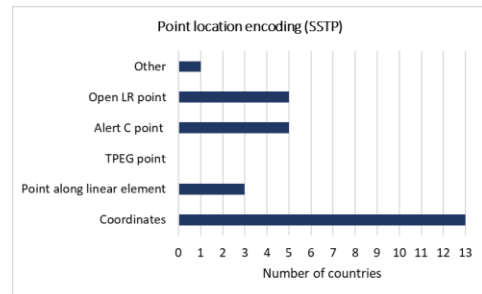 Point location encoding (SSTP)
Other
Open LR point
Alert C point
TPEG point
Point along linear element
Coordinates
0 1 2 3 4 5 6 7 8 9 10 11 12 13
Number of countries